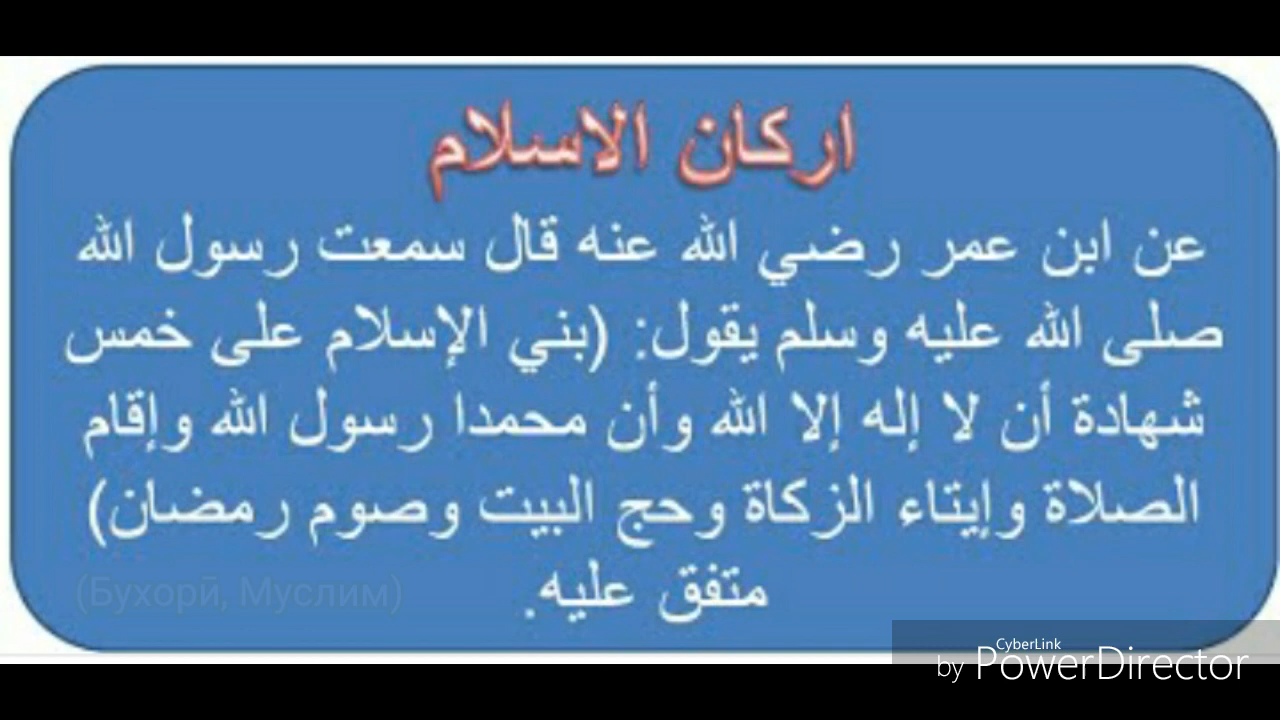 اركان الاسلام
عن ابن عمر رضي الله عنه قال سمعت رسول الله
صلى الله عليه وسلم يقول: (بني الإسلام على خمس
شهادة أن لا إله إلا الله وأن محمدا رسول الله وإقام
الصلاة وإيتاء الزكاة وحج البيت وصوم رمضان)
متفق عليه.
(Бухорӣ, Муслим)
CyberLink
by PowerDirector